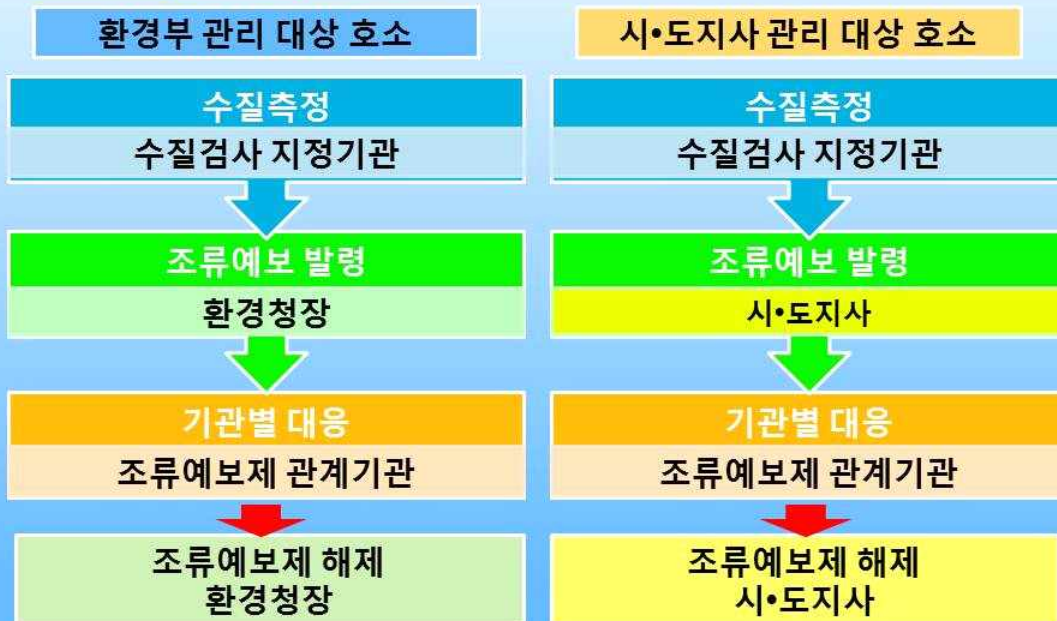 환경부 관리 대상 호소
수질측정
수질검사 지정기관
조류예보 발령
환경청장
기관별 대응
조류예보제 관계기관
조류예보제 해제
환경청장
시•도지사 관리 대상 호소
수질측정
수질검사 지정기관
조류예보 발령
시•도지사
기관별 대응
조류예보제 관계기관
조류예보제 해제
시•도지사